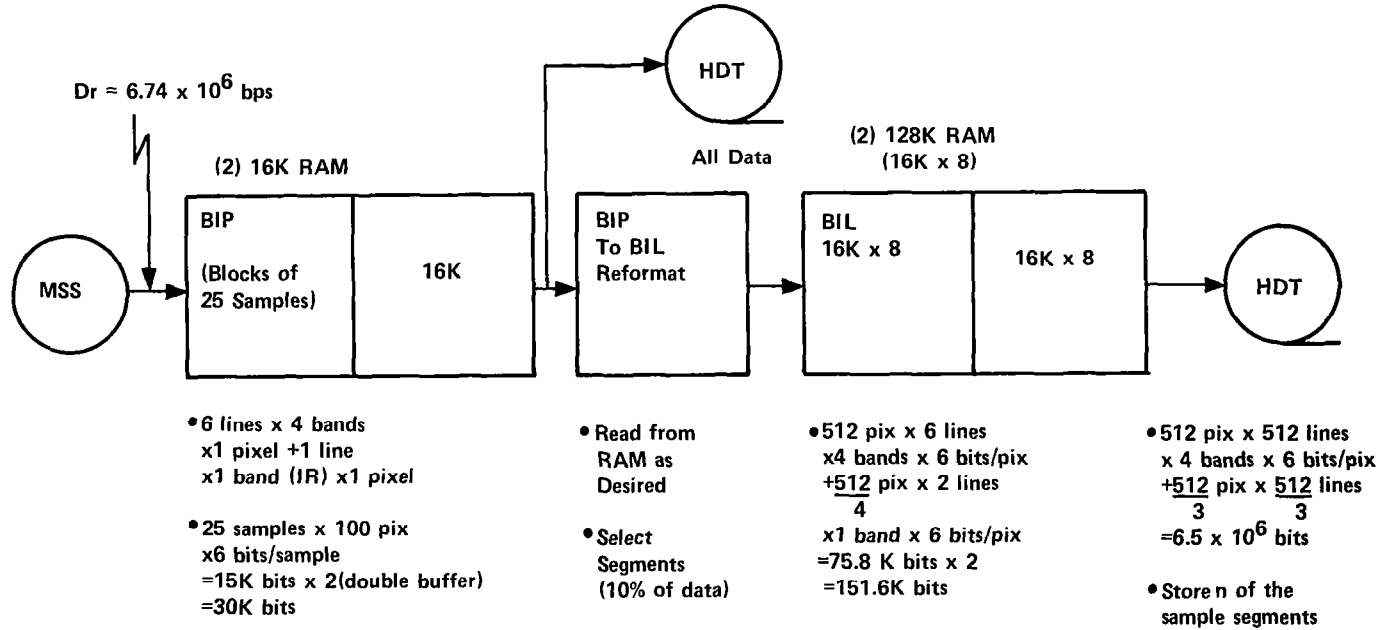 Dr = 6.74 x 10^6 bps
(2) 16K RAM
HDT
All Data
(2) 128K RAM
(16K x 8)
MSS
BIP
(Blocks of
25 Samples)
16K
BIP
To BIL
Reformat
BIL
16K x 8
16K x 8
HDT
•6 lines x 4 bands
x1 pixel +1 line
x1 band (IR) x1 pixel
•25 samples x 100 pix
x6 bits/sample
=15K bits x 2(double buffer)
=30K bits
•Read from
RAM as
Desired
•Select
Segments
(10% of data)
•512 pix x 6 lines
x4 bands x 6 bits/pix
+512 pix x 2 lines
4
x1 band x 6 bits/pix
=75.8 K bits x 2
=151.6K bits
•512 pix x 512 lines
x 4 bands x 6 bits/pix
+512 pix x 512 lines
3 3
=6.5 x 10^6 bits
•Store n of the
sample segments